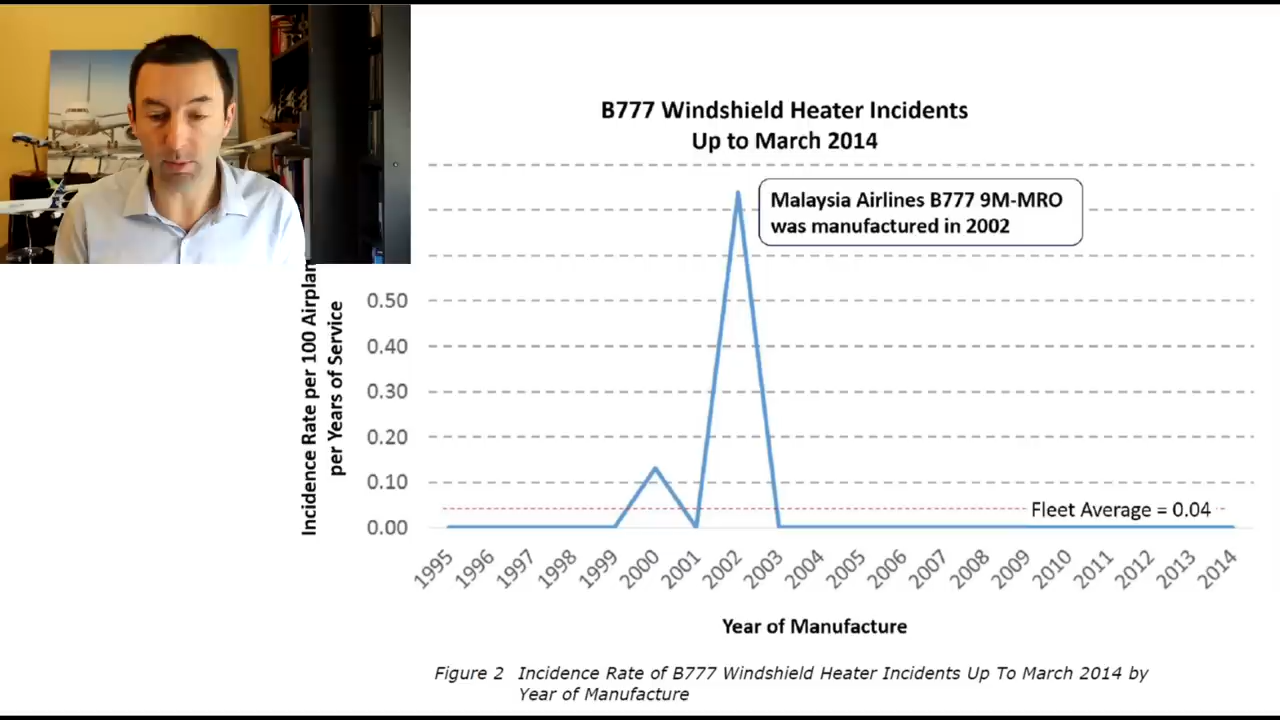 B777 Windshield Heater Incidents
Up to March 2014
Malaysia Airlines B777 9M-MRO
was manufactured in 2002
Incidence Rate per 100
per Years of Service
0.50
0.40
0.30
0.20
0.10
0.00
Fleet Average = 0.04
1995 1996 1997 1998 1999 2000 2001 2002 2003 2004 2005 2006 2007 2008 2009 2010 2011 2012 2013 2014
Year of Manufacture
Figure 2 Incidence Rate of B777 Windshield Heater Incidents Up To March 2014 by
Year of Manufacture